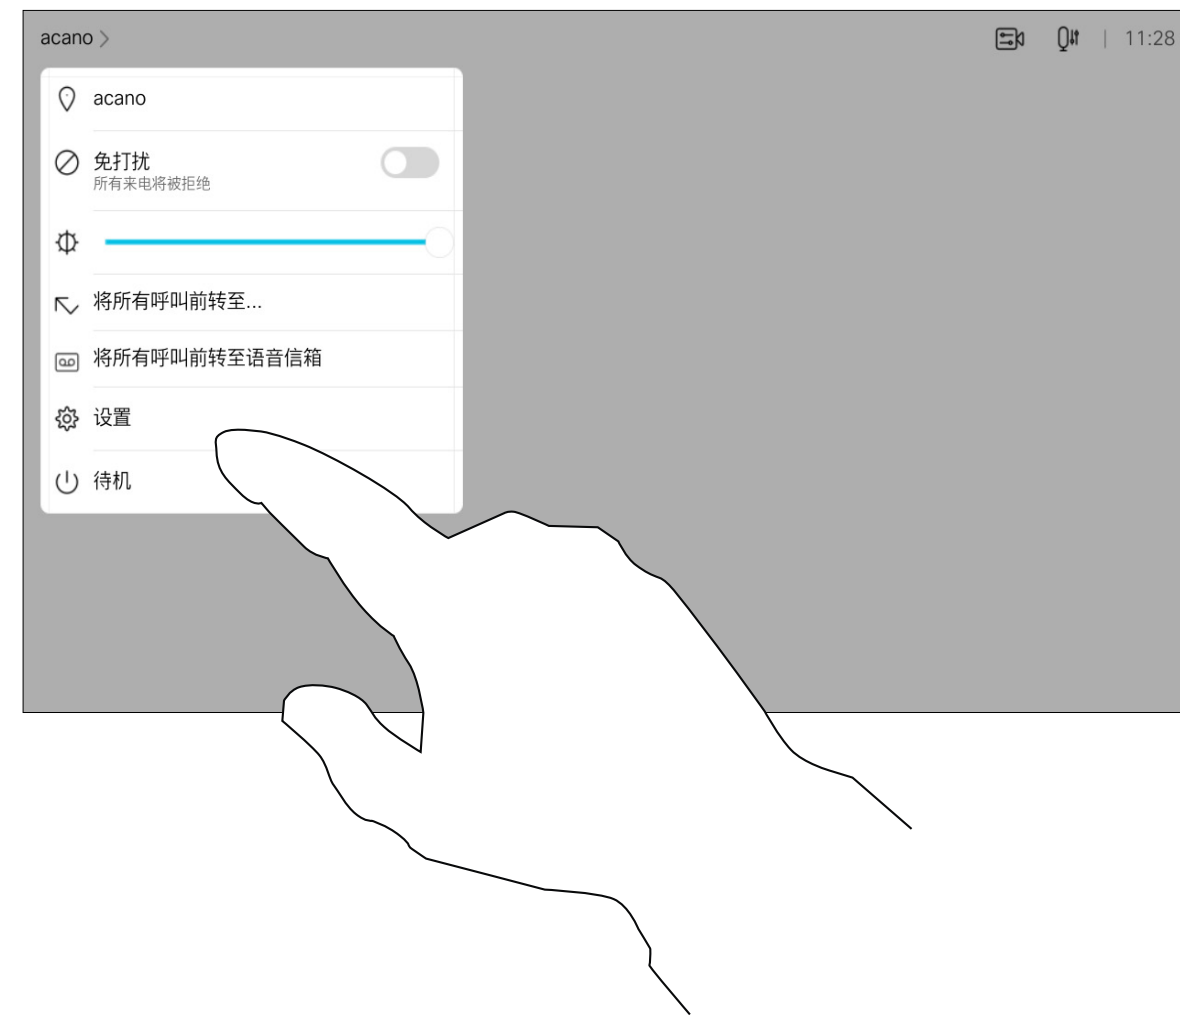 acano
11:28
acano
免打扰
所有来电将被拒绝
将所有呼叫前转至...
将所有呼叫前转至语音信箱
设置
待机